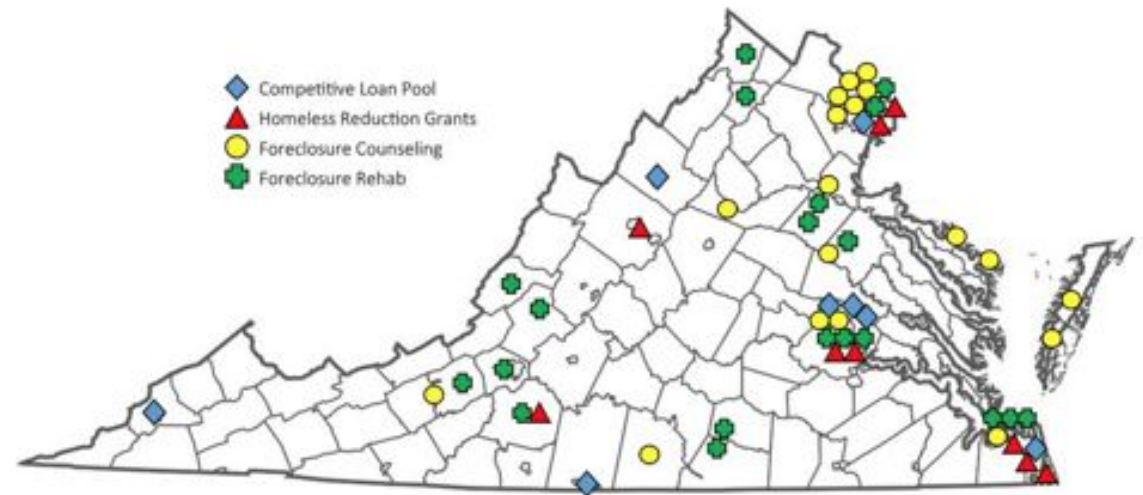 Competitive Loan Pool
Homeless Reduction Grants
Foreclosure Counseling
Foreclosure Rehab